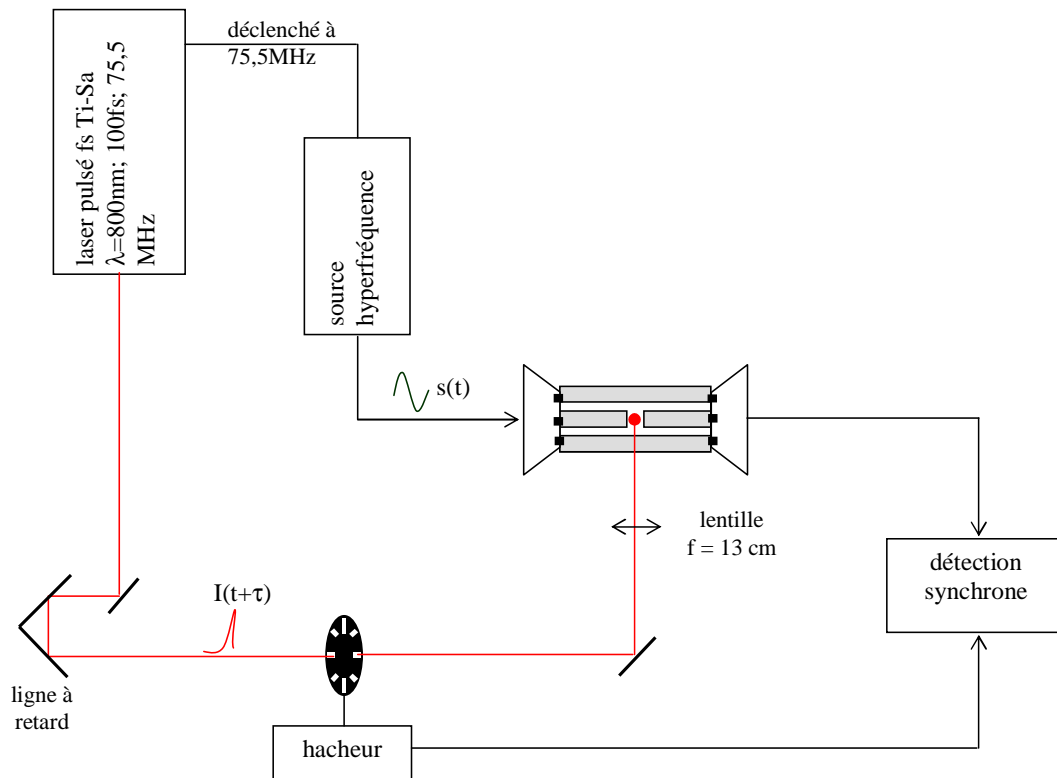 laser pulsé fs Ti-Sa
λ=800nm; 100fs; 75,5
MHz
déclenché à
75,5MHz
source
hyperfréquence
s(t)
lentille
f = 13 cm
détection
synchrone
I(t+τ)
ligne à
retard
hacheur